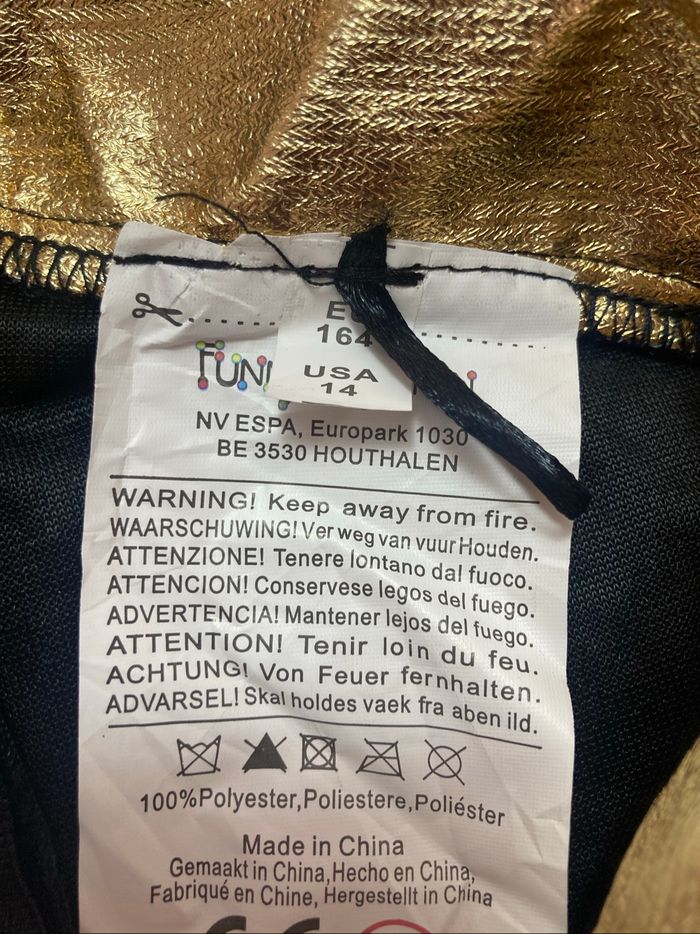 164
USA
14
FUN
NV ESPA, Europark 1030
BE 3530 HOUTHALEN
WARNING! Keep away from fire.
WAARSCHUWING! Ver weg van vuur Houden.
ATTENZIONE! Tenere lontano dal fuoco.
ATTENCION! Conservese legos del fuego.
ADVERTENCIA! Mantener lejos del fuego.
ATTENTION! Tenir loin du feu.
ACHTUNG! Von Feuer fernhalten.
ADVARSEL! Skal holdes vaek fra aben ild.
100%Polyester,Poliestere,Poliéster
Made in China
Gemaakt in China,Hecho en China,
Fabriqué en Chine, Hergestellt in China